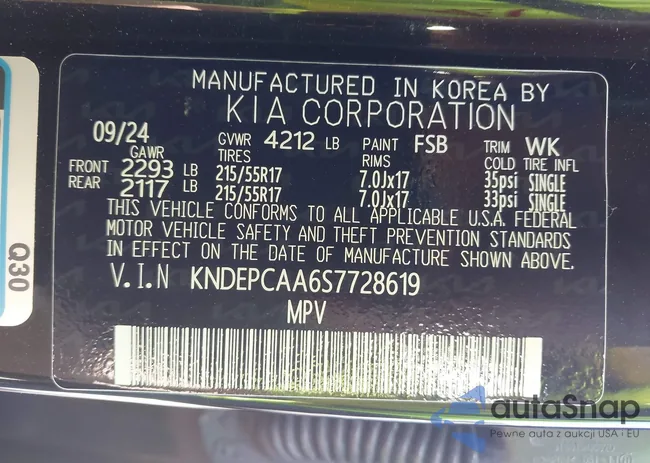 MANUFACTURED IN KOREA BY
KIA CORPORATION
09/24 GVWR 4212 LB PAINT FSB TRIM WK
GAWR TIRES RIMS COLD TIRE INFL
FRONT 2293 LB 215/55R17 7.0Jx17 35psi SINGLE
REAR 2117 LB 215/55R17 7.0Jx17 33psi SINGLE
THIS VEHICLE CONFORMS TO ALL APPLICABLE U.S.A. FEDERAL
MOTOR VEHICLE SAFETY AND THEFT PREVENTION STANDARDS
IN EFFECT ON THE DATE OF MANUFACTURE SHOWN ABOVE.
V.I.N KNDEPCAA6S7728619
MPV
Q30
autaSnap
Pewne auta z aukcji USA i EU